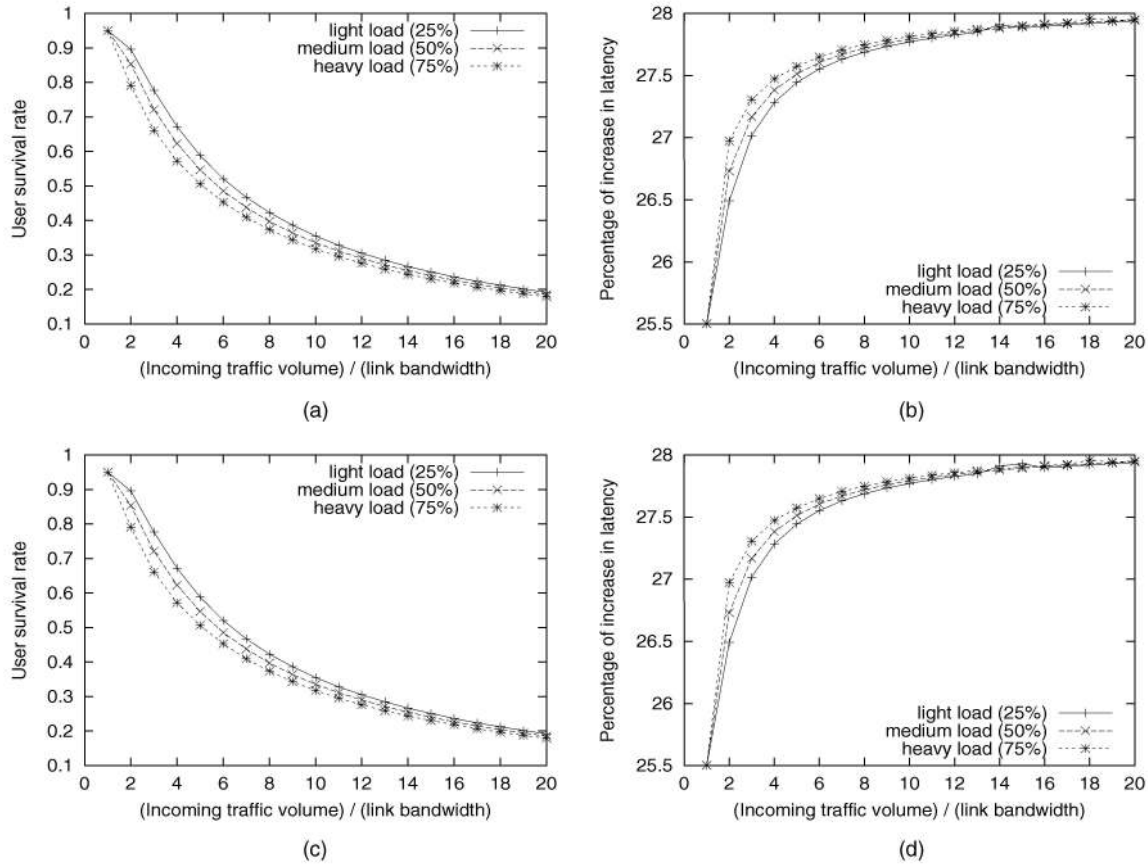 1
0.9
0.8
0.7
0.6
0.5
0.4
0.3
0.2
0.1
User survival rate
light load (25%)
medium load (50%)
heavy load (75%)
0 2 4 6 8 10 12 14 16 18 20
(Incoming traffic volume) / (link bandwidth)
(a)
28
27.5
27
26.5
26
25.5
Percentage of increase in latency
light load (25%)
medium load (50%)
heavy load (75%)
0 2 4 6 8 10 12 14 16 18 20
(Incoming traffic volume) / (link bandwidth)
(b)
1
0.9
0.8
0.7
0.6
0.5
0.4
0.3
0.2
0.1
User survival rate
light load (25%)
medium load (50%)
heavy load (75%)
0 2 4 6 8 10 12 14 16 18 20
(Incoming traffic volume) / (link bandwidth)
(c)
28
27.5
27
26.5
26
25.5
Percentage of increase in latency
light load (25%)
medium load (50%)
heavy load (75%)
0 2 4 6 8 10 12 14 16 18 20
(Incoming traffic volume) / (link bandwidth)
(d)